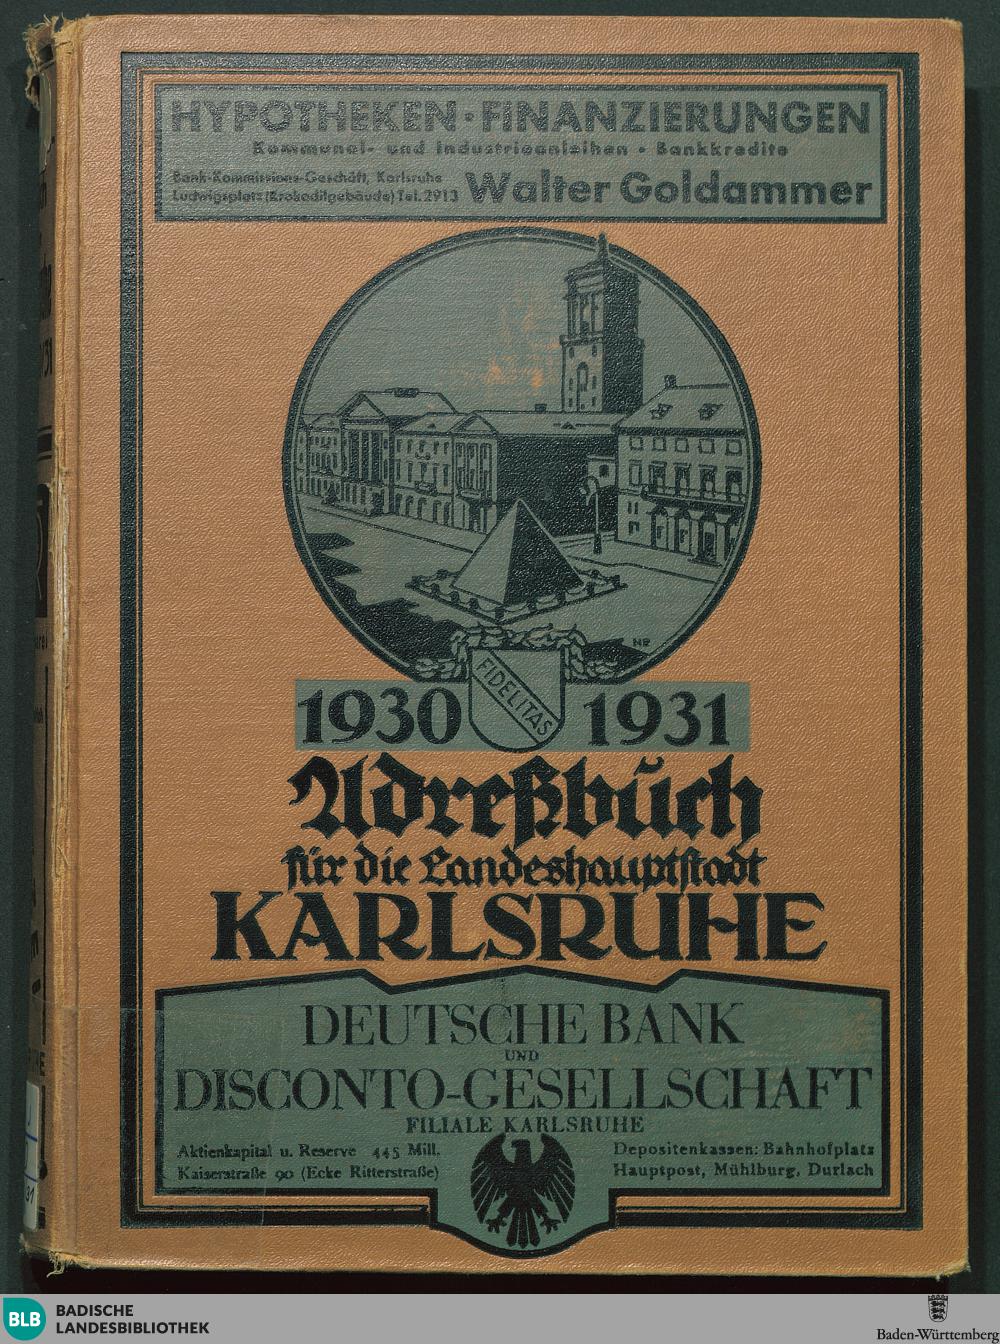 HYPOTHEKEN · FINANZIERUNGEN
Kommunal- und Industrieanleihen · Bankkredite
Bank-Kommissions-Geschäft, Karlsruhe
Ludwigsplatz (Krokodilgebäude) Tel. 2913
Walter Goldammer
HP
FIDELITAS
1930 1931
Adreßbuch
für die Landeshauptstadt
KARLSRUHE
DEUTSCHE BANK
UND
DISCONTO-GESELLSCHAFT
FILIALE KARLSRUHE
Aktienkapital u. Reserve 445 Mill.
Kaiserstraße 90 (Ecke Ritterstraße)
Depositenkassen: Bahnhofplatz
Hauptpost, Mühlburg, Durlach
BLB
BADISCHE
LANDESBIBLIOTHEK
Baden-Württemberg